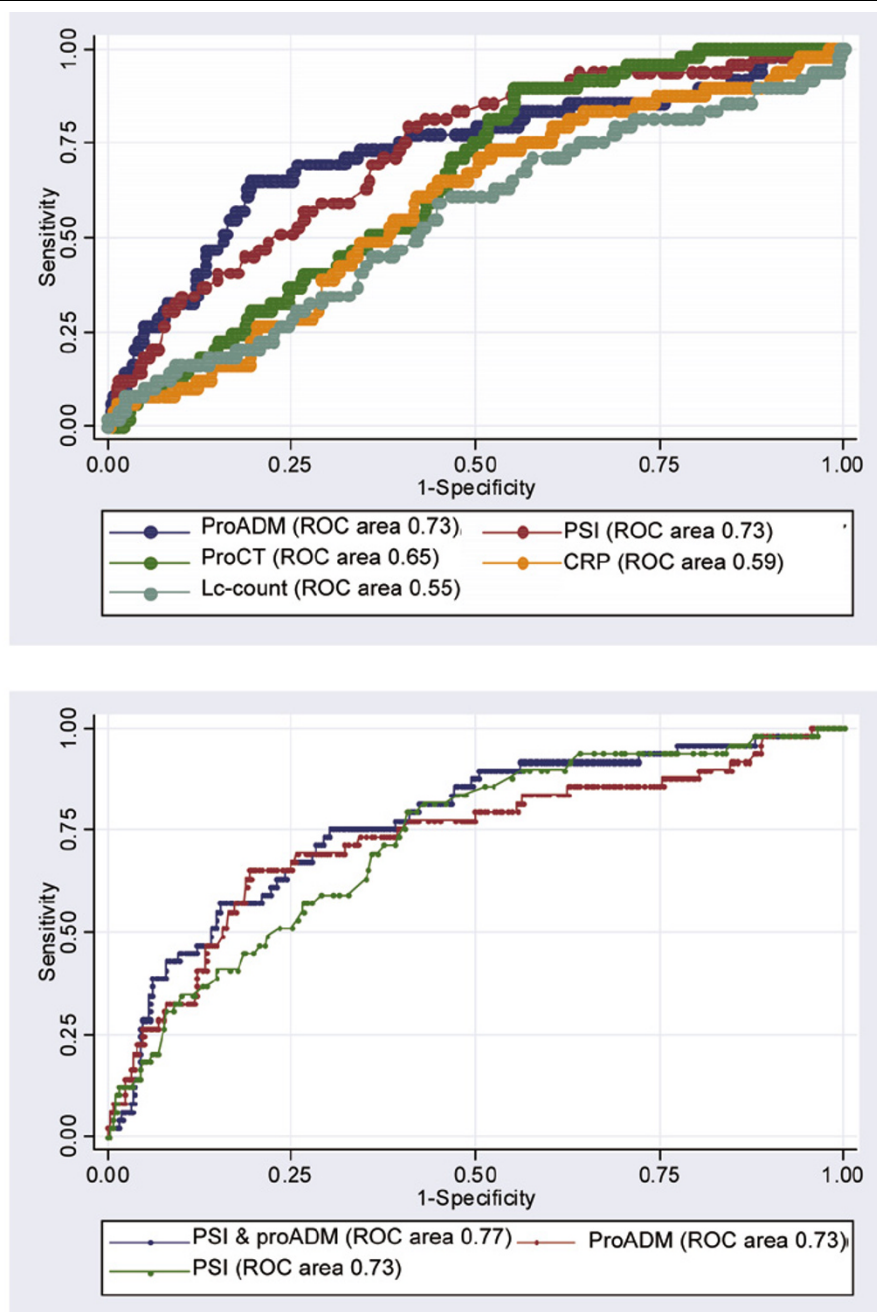 1.00
0.75
0.50
0.25
0.00
Sensitivity
0.00 0.25 0.50 0.75 1.00
1-Specificity
ProADM (ROC area 0.73) PSI (ROC area 0.73)
ProCT (ROC area 0.65) CRP (ROC area 0.59)
Lc-count (ROC area 0.55)
1.00
0.75
0.50
0.25
0.00
Sensitivity
0.00 0.25 0.50 0.75 1.00
1-Specificity
PSI & proADM (ROC area 0.77) ProADM (ROC area 0.73)
PSI (ROC area 0.73)